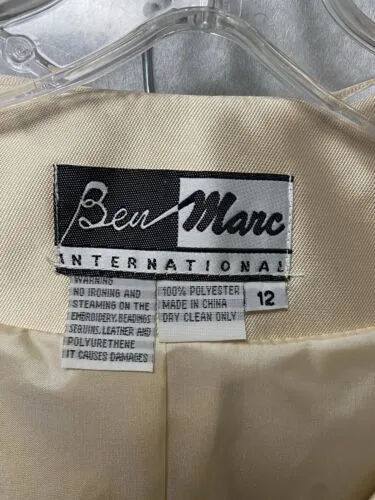 Ben Marc
INTERNATIONAL
WARNING
NO IRONING AND
STEAMING ON THE
EMBROIDERY, BEADINGS
SEQUINS, LEATHER AND
POLYURETHENE
IT CAUSES DAMAGES
100% POLYESTER
MADE IN CHINA
DRY CLEAN ONLY
12